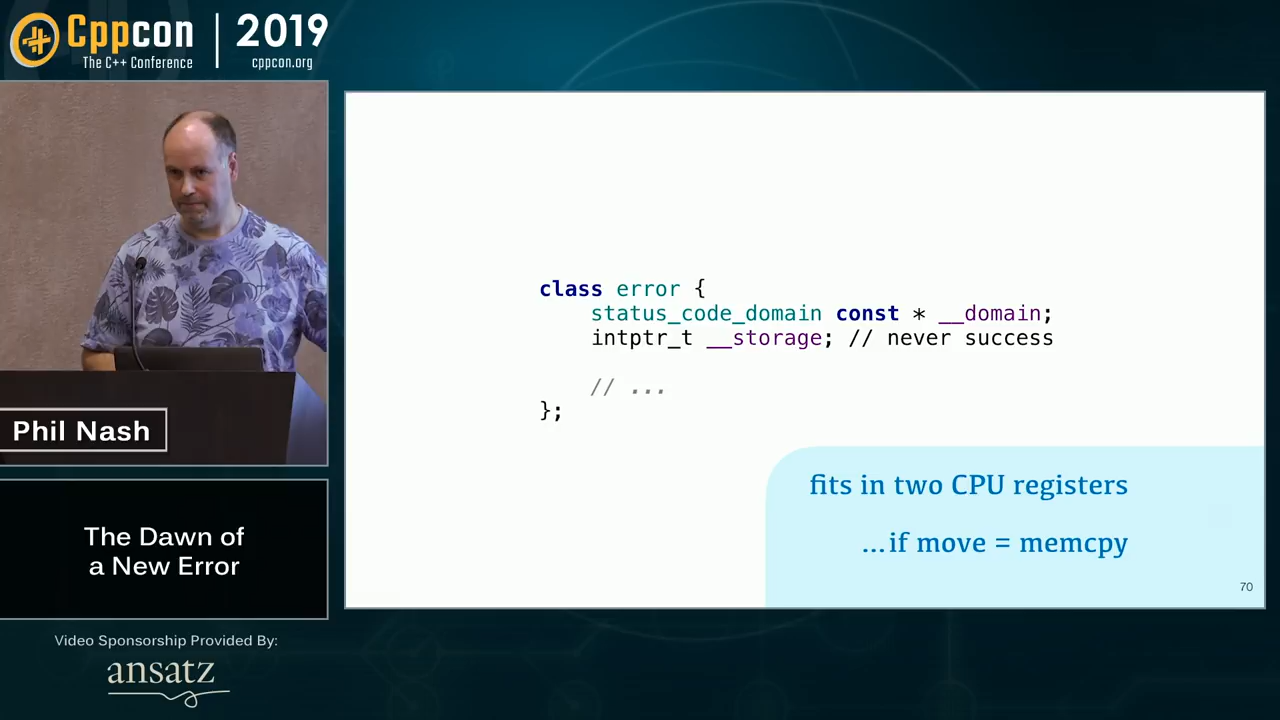 Cppcon
The C++ Conference
2019
cppcon.org
Phil Nash
The Dawn of
a New Error
Video Sponsorship Provided By:
ansatz
class error {
status_code_domain const * __domain;
intptr_t __storage; // never success
// ...
};
fits in two CPU registers
...if move = memcpy
70